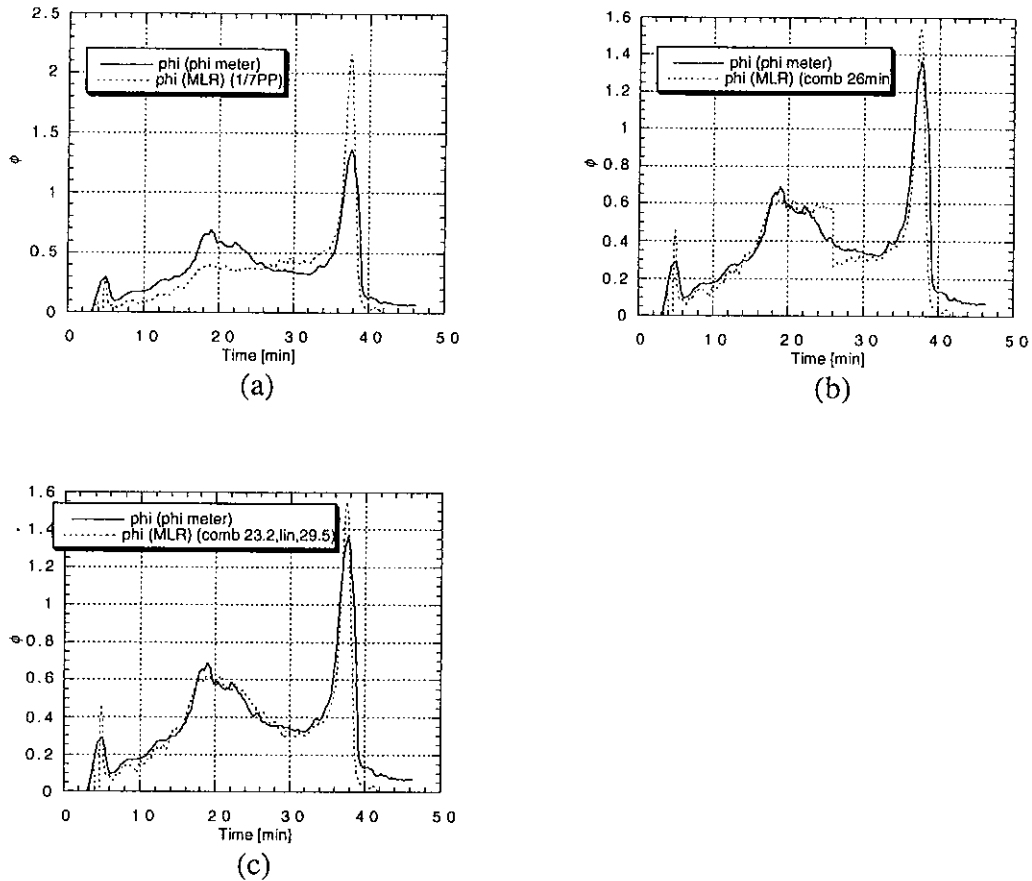 2.5
2
1.5
1
0.5
0
phi (phi meter)
phi (MLR) (1/7PP)
ϕ
0 10 20 30 40 50
Time [min]
(a)
1.6
1.4
1.2
1
0.8
0.6
0.4
0.2
0
phi (phi meter)
phi (MLR) (comb 26min
ϕ
0 10 20 30 40 50
Time [min]
(b)
1.6
1.4
1.2
1
0.8
0.6
0.4
0.2
0
phi (phi meter)
phi (MLR) (comb 23.2,lin,29.5)
ϕ
0 10 20 30 40 50
Time [min]
(c)